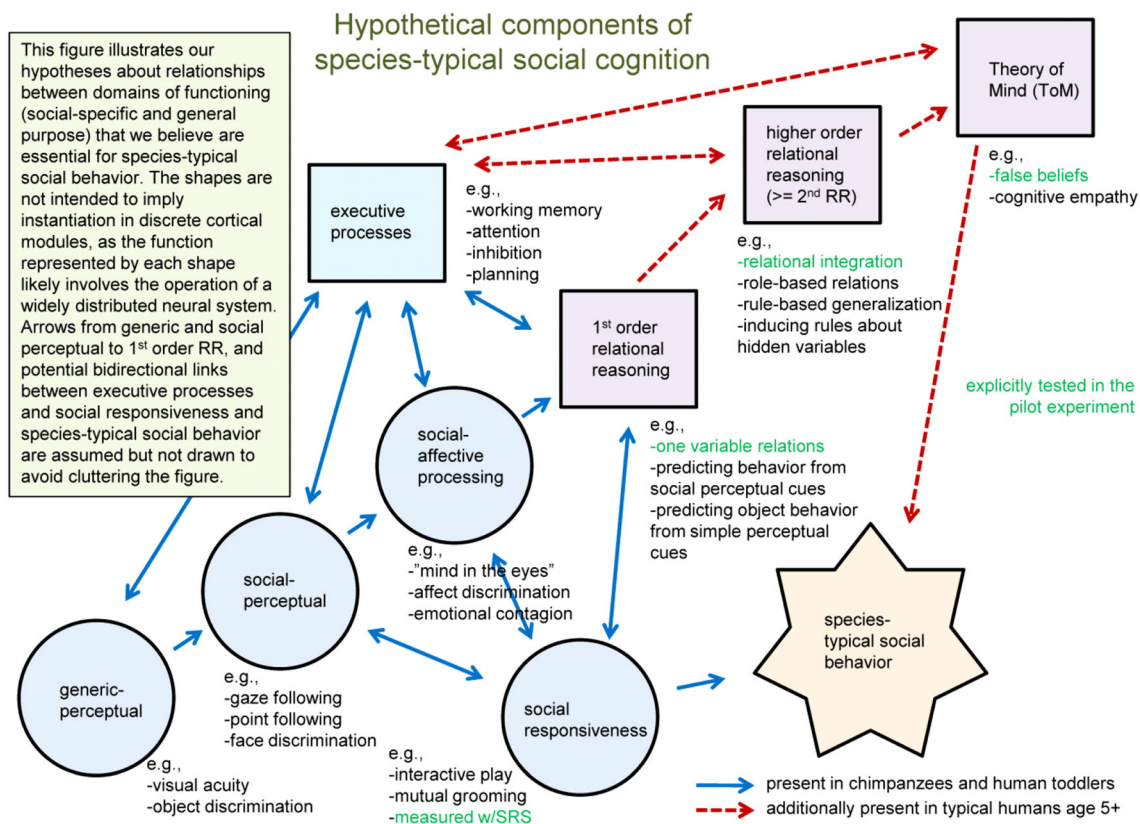 Hypothetical components of
species-typical social cognition
This figure illustrates our
hypotheses about relationships
between domains of functioning
(social-specific and general
purpose) that we believe are
essential for species-typical
social behavior. The shapes are
not intended to imply
instantiation in discrete cortical
modules, as the function
represented by each shape
likely involves the operation of a
widely distributed neural system.
Arrows from generic and social
perceptual to 1st order RR, and
potential bidirectional links
between executive processes
and social responsiveness and
species-typical social behavior
are assumed but not drawn to
avoid cluttering the figure.
Theory of
Mind (ToM)
e.g.,
-false beliefs
-cognitive empathy
higher order
relational
reasoning
(>= 2nd RR)
e.g.,
-relational integration
-role-based relations
-rule-based generalization
-inducing rules about
hidden variables
executive
processes
e.g.,
-working memory
-attention
-inhibition
-planning
1st order
relational
reasoning
e.g.,
-one variable relations
-predicting behavior from
social perceptual cues
-predicting object behavior
from simple perceptual
cues
explicitly tested in the
pilot experiment
social-
affective
processing
e.g.,
-"mind in the eyes"
-affect discrimination
-emotional contagion
social-
perceptual
e.g.,
-gaze following
-point following
-face discrimination
generic-
perceptual
e.g.,
-visual acuity
-object discrimination
social
responsiveness
e.g.,
-interactive play
-mutual grooming
-measured w/SRS
species-
typical social
behavior
present in chimpanzees and human toddlers
additionally present in typical humans age 5+